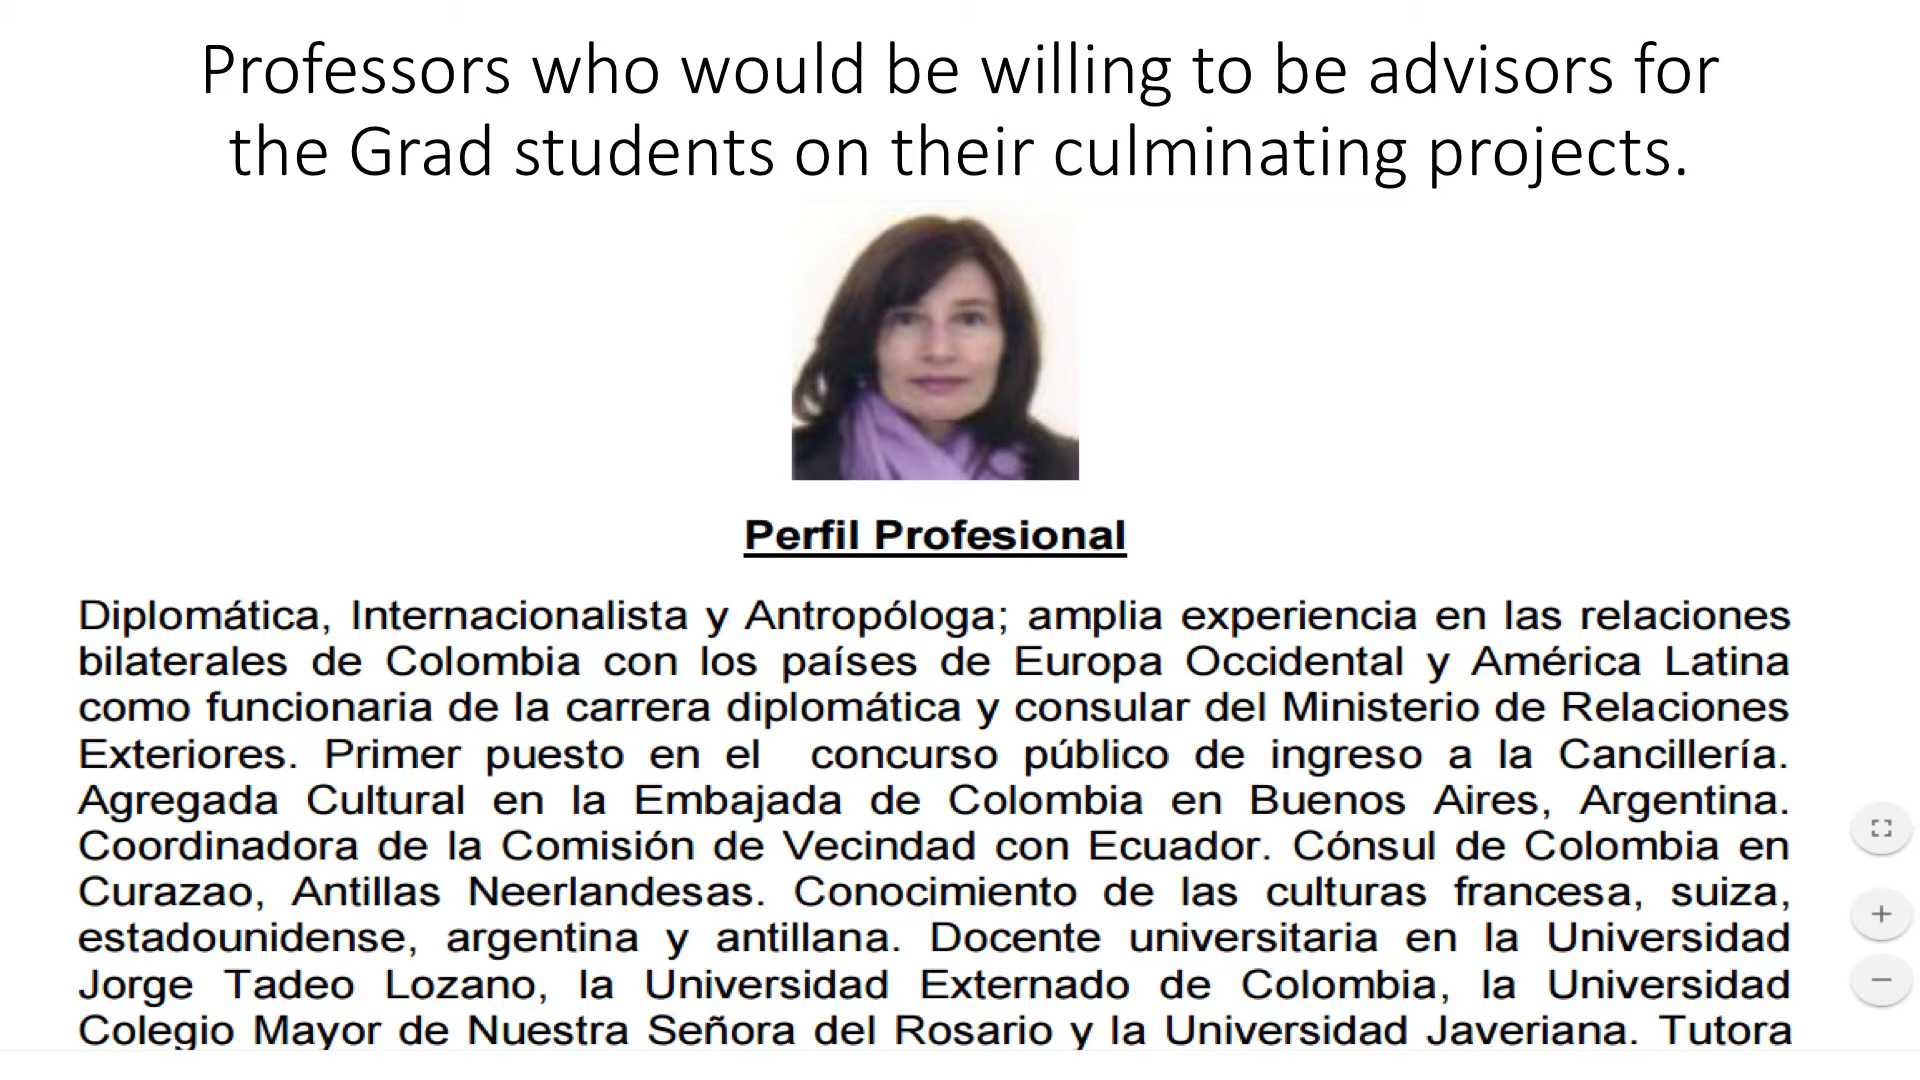 Professors who would be willing to be advisors for
the Grad students on their culminating projects.
Perfil Profesional
Diplomática, Internacionalista y Antropóloga; amplia experiencia en las relaciones
bilaterales de Colombia con los países de Europa Occidental y América Latina
como funcionaria de la carrera diplomática y consular del Ministerio de Relaciones
Exteriores. Primer puesto en el concurso público de ingreso a la Cancillería.
Agregada Cultural en la Embajada de Colombia en Buenos Aires, Argentina.
Coordinadora de la Comisión de Vecindad con Ecuador. Cónsul de Colombia en
Curazao, Antillas Neerlandesas. Conocimiento de las culturas francesa, suiza,
estadounidense, argentina y antillana. Docente universitaria en la Universidad
Jorge Tadeo Lozano, la Universidad Externado de Colombia, la Universidad
Colegio Mayor de Nuestra Señora del Rosario y la Universidad Javeriana. Tutora